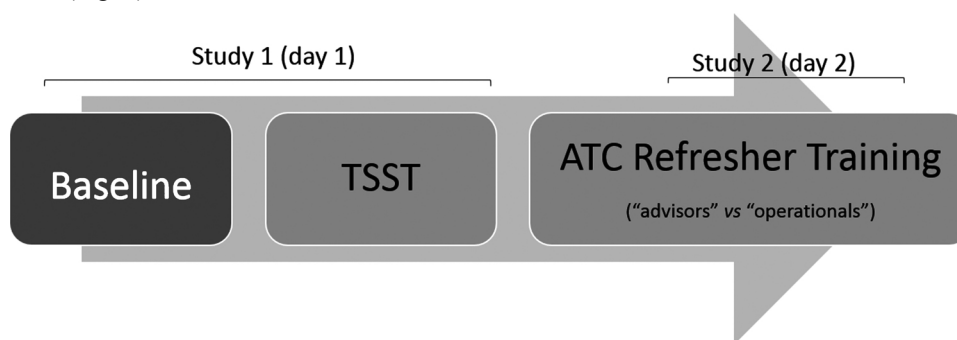 Study 1 (day 1)
Study 2 (day 2)
Baseline
TSST
ATC Refresher Training
(“advisors” vs “operationals”)